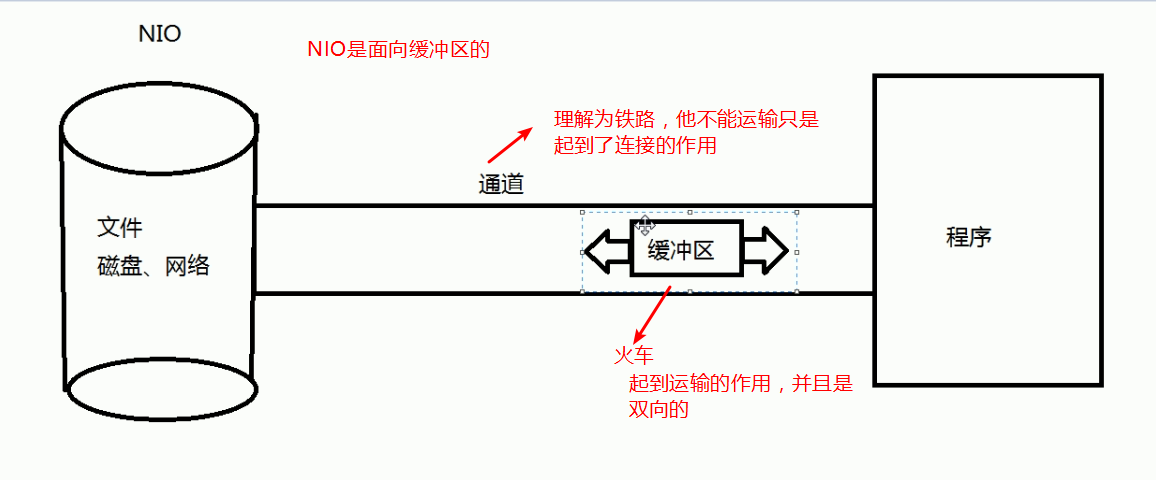 NIO
NIO是面向缓冲区的
理解为铁路，他不能运输只是
起到了连接的作用
通道
文件
磁盘、网络
缓冲区
程序
火车
起到运输的作用，并且是
双向的